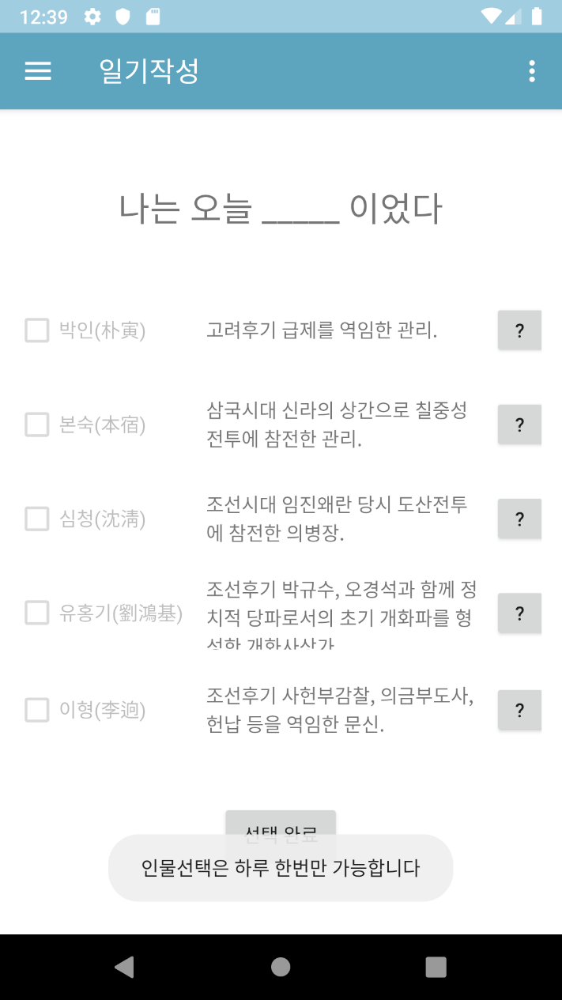 12:39
일기작성
나는 오늘 _____ 이었다
박인(朴寅)
고려후기 급제를 역임한 관리.
?
본숙(本宿)
삼국시대 신라의 상간으로 칠중성
전투에 참전한 관리.
?
심청(沈淸)
조선시대 임진왜란 당시 도산전투
에 참전한 의병장.
?
유홍기(劉鴻基)
조선후기 박규수, 오경석과 함께 정
치적 당파로서의 초기 개화파를 형
성한 개화사상가
?
이형(李逈)
조선후기 사헌부감찰, 의금부도사,
헌납 등을 역임한 문신.
?
선택 완료
인물선택은 하루 한번만 가능합니다